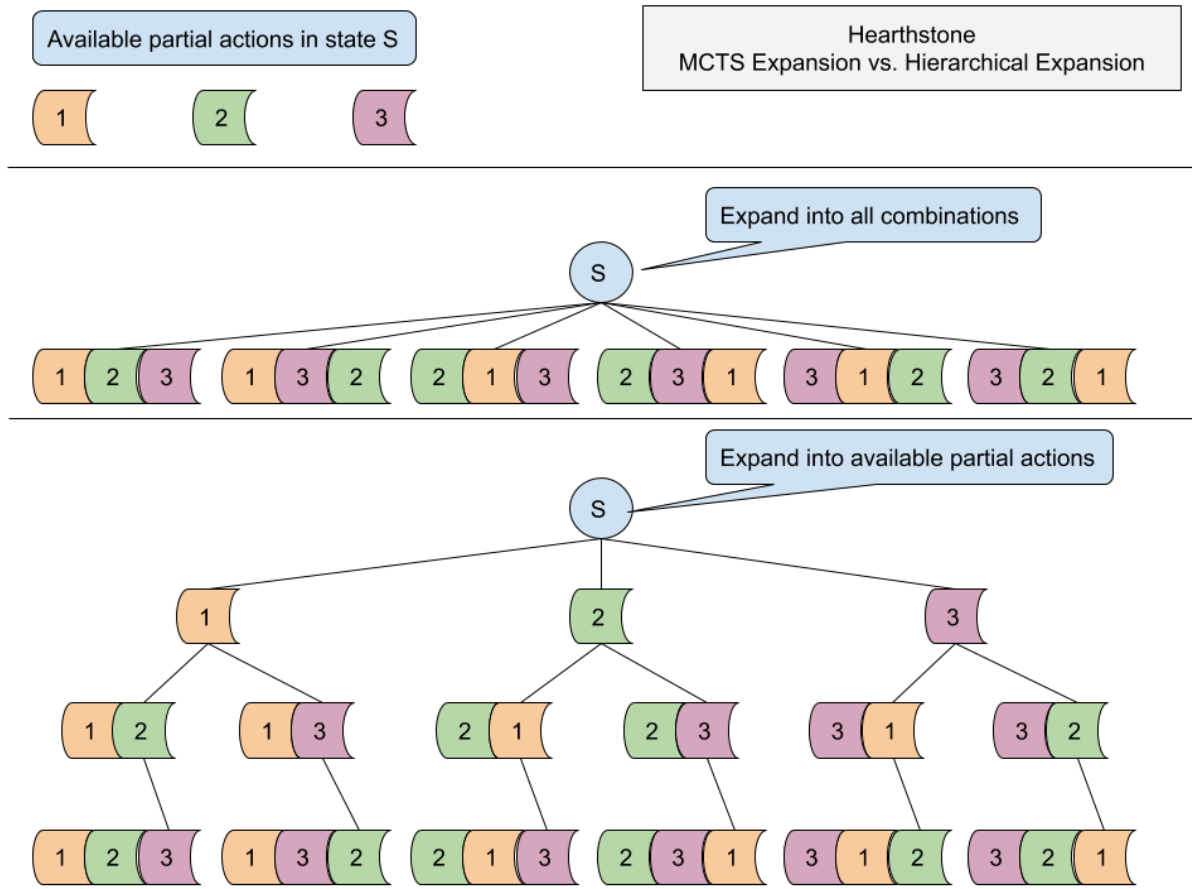 Available partial actions in state S
Hearthstone
MCTS Expansion vs. Hierarchical Expansion
1 2 3
Expand into all combinations
S
1 2 3 1 3 2 2 1 3 2 3 1 3 1 2 3 2 1
Expand into available partial actions
S
1 2 3
1 2 1 3 2 1 2 3 3 1 3 2
1 2 3 1 3 2 2 1 3 2 3 1 3 1 2 3 2 1